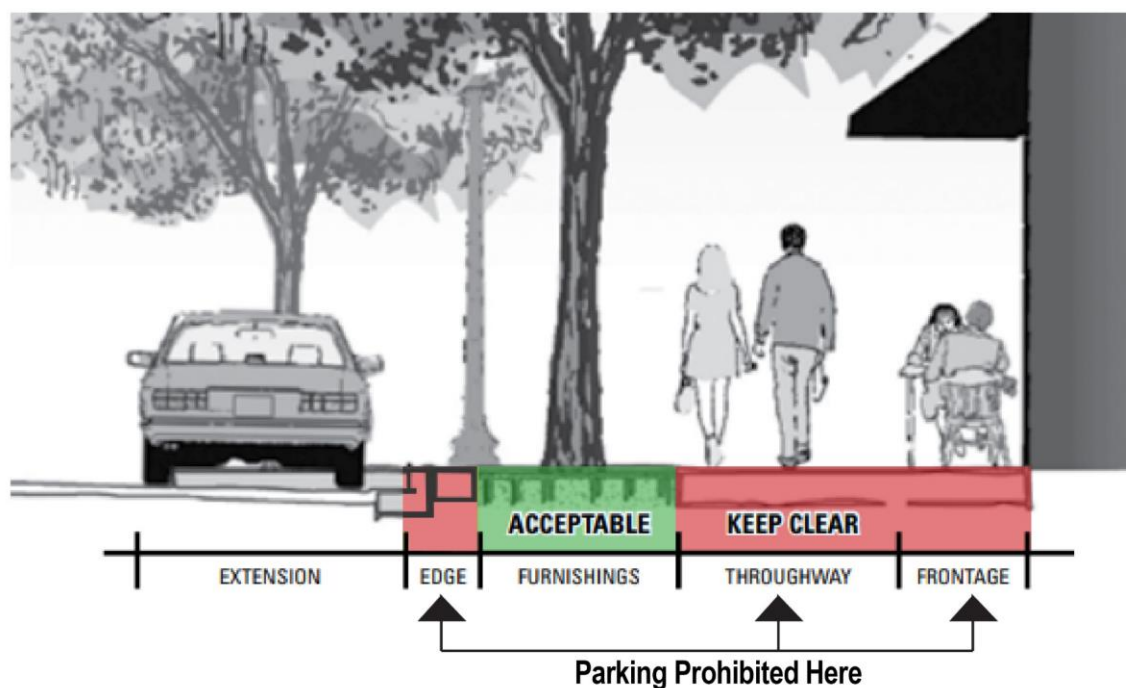 ACCEPTABLE KEEP CLEAR
EXTENSION EDGE FURNISHINGS THROUGHWAY FRONTAGE
Parking Prohibited Here